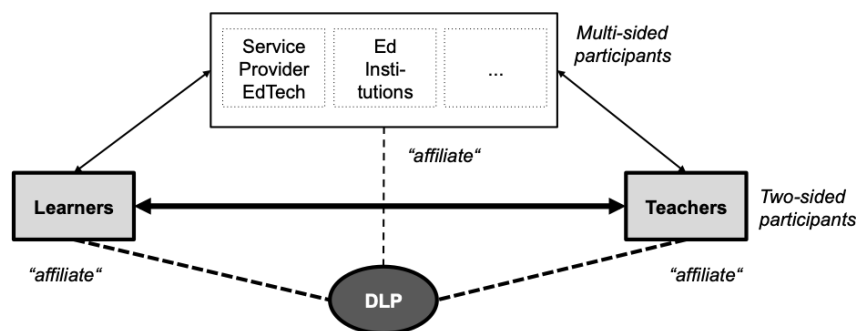 Service
Provider
EdTech
Ed
Insti-
tutions
...
Multi-sided
participants
“affiliate“
Learners
Teachers
Two-sided
participants
“affiliate“
DLP
“affiliate“